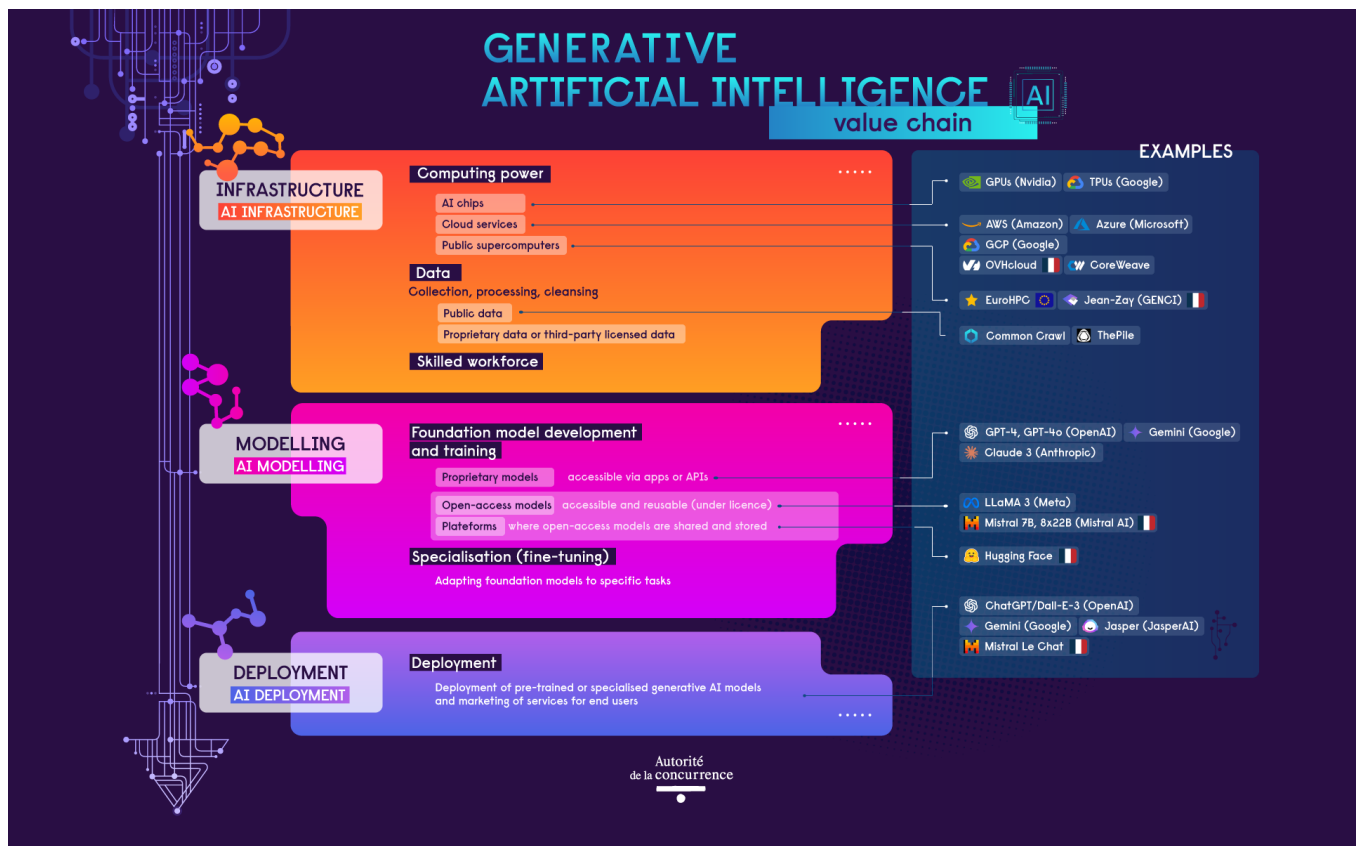 GENERATIVE
ARTIFICIAL INTELLIGENCE
AI
value chain
EXAMPLES
INFRASTRUCTURE
AI INFRASTRUCTURE
Computing power
AI chips
Cloud services
Public supercomputers
Data
Collection, processing, cleansing
Public data
Proprietary data or third-party licensed data
Skilled workforce
GPUs (Nvidia) TPUs (Google)
AWS (Amazon) Azure (Microsoft)
GCP (Google)
OVHcloud CoreWeave
EuroHPC Jean-Zay (GENCI)
Common Crawl ThePile
MODELLING
AI MODELLING
Foundation model development
and training
Proprietary models accessible via apps or APIs
Open-access models accessible and reusable (under licence)
Plateforms where open-access models are shared and stored
Specialisation (fine-tuning)
Adapting foundation models to specific tasks
GPT-4, GPT-4o (OpenAI) Gemini (Google)
Claude 3 (Anthropic)
LLaMA 3 (Meta)
Mistral 7B, 8x22B (Mistral AI)
Hugging Face
DEPLOYMENT
AI DEPLOYMENT
Deployment
Deployment of pre-trained or specialised generative AI models
and marketing of services for end users
ChatGPT/Dall-E-3 (OpenAI)
Gemini (Google) Jasper (JasperAI)
Mistral Le Chat
Autorité
de la concurrence